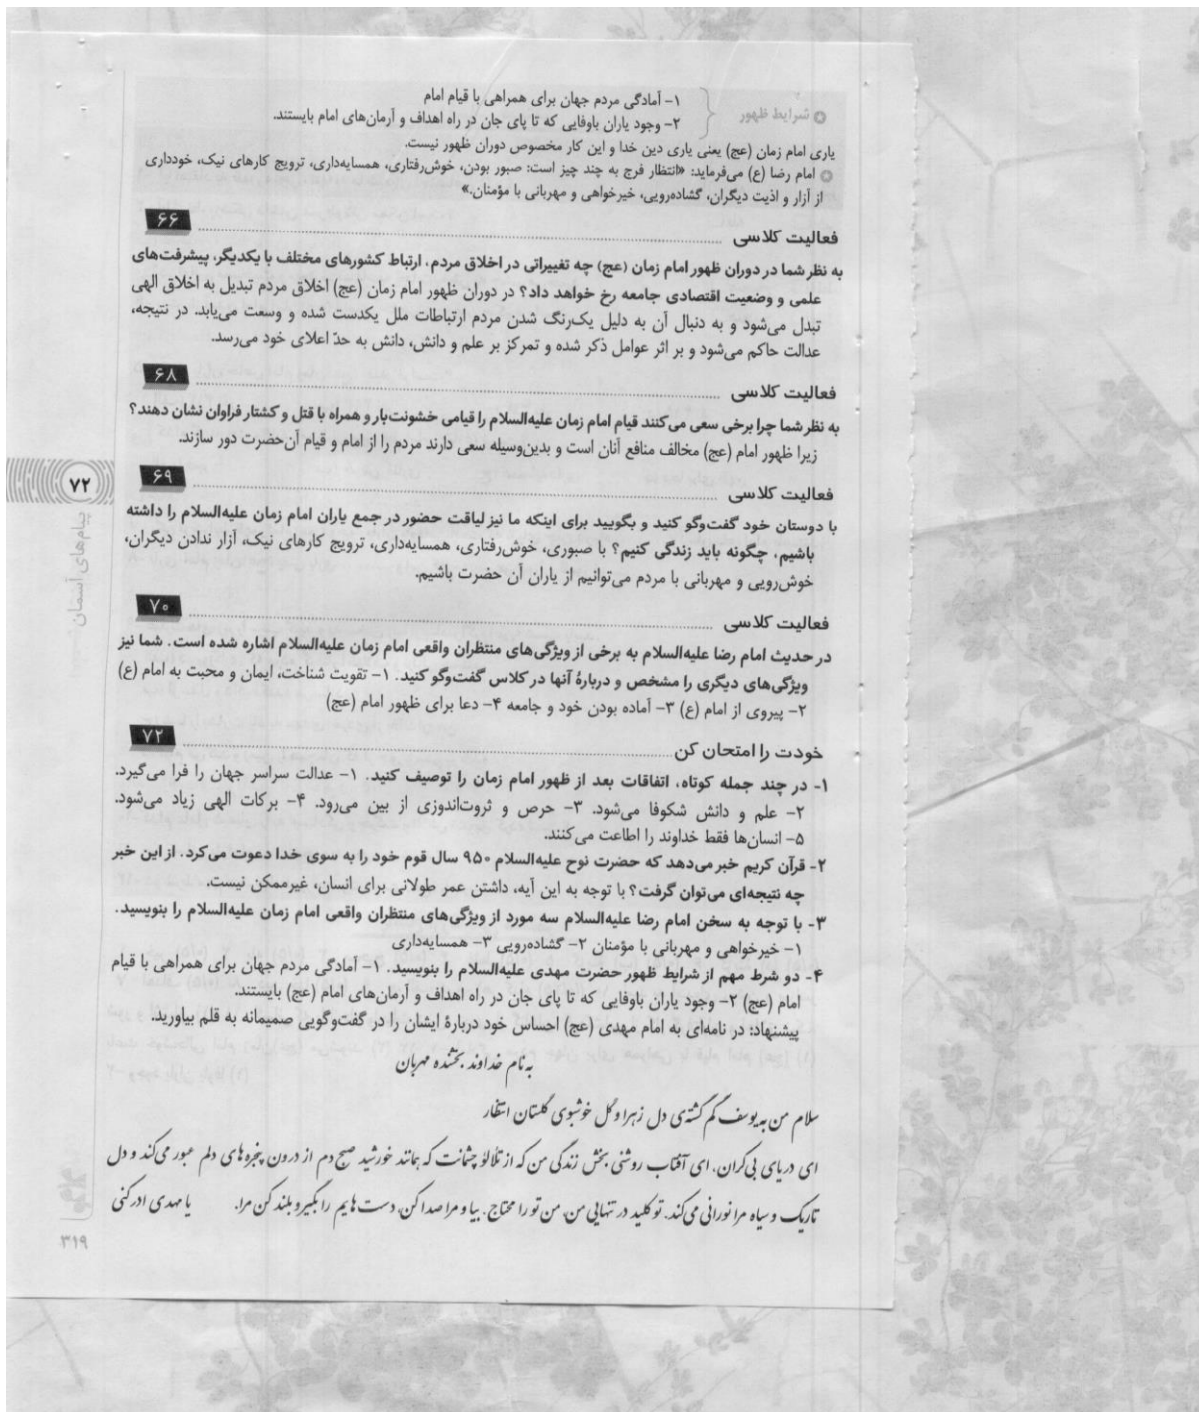 ۱- آمادگی مردم جهان برای همراهی با قیام امام
شرایط ظهور
۲- وجود یاران باوفایی که تا پای جان در راه اهداف و آرمان‌های امام بایستند.
یاری امام زمان (عج) یعنی یاری دین خدا و این کار مخصوص دوران ظهور نیست.
امام رضا (ع) می‌فرماید: «انتظار فرج به چند چیز است: صبور بودن، خوش‌رفتاری، همسایه‌داری، ترویج کارهای نیک، خودداری
از آزار و اذیت دیگران، گشاده‌رویی، خیرخواهی و مهربانی با مؤمنان.»
فعالیت کلاسی ۶۶
به نظر شما در دوران ظهور امام زمان (عج) چه تغییراتی در اخلاق مردم، ارتباط کشورهای مختلف با یکدیگر، پیشرفت‌های
علمی و وضعیت اقتصادی جامعه رخ خواهد داد؟ در دوران ظهور امام زمان (عج) اخلاق مردم تبدیل به اخلاق الهی
تبدل می‌شود و به دنبال آن به دلیل یک‌رنگ شدن مردم ارتباطات ملل یکدست شده و وسعت می‌یابد. در نتیجه،
عدالت حاکم می‌شود و بر اثر عوامل ذکر شده و تمرکز بر علم و دانش، دانش به حدّ اعلای خود می‌رسد.
فعالیت کلاسی ۶۸
به نظر شما چرا برخی سعی می‌کنند قیام امام زمان علیه‌السلام را قیامی خشونت‌بار و همراه با قتل و کشتار فراوان نشان دهند؟
زیرا ظهور امام (عج) مخالف منافع آنان است و بدین‌وسیله سعی دارند مردم را از امام و قیام آن‌حضرت دور سازند.
فعالیت کلاسی ۶۹
با دوستان خود گفت‌وگو کنید و بگویید برای اینکه ما نیز لیاقت حضور در جمع یاران امام زمان علیه‌السلام را داشته
باشیم، چگونه باید زندگی کنیم؟ با صبوری، خوش‌رفتاری، همسایه‌داری، ترویج کارهای نیک، آزار ندادن دیگران،
خوش‌رویی و مهربانی با مردم می‌توانیم از یاران آن حضرت باشیم.
فعالیت کلاسی ۷۰
در حدیث امام رضا علیه‌السلام به برخی از ویژگی‌های منتظران واقعی امام زمان علیه‌السلام اشاره شده است. شما نیز
ویژگی‌های دیگری را مشخص و دربارهٔ آنها در کلاس گفت‌وگو کنید. ۱- تقویت شناخت، ایمان و محبت به امام (ع)
۲- پیروی از امام (ع) ۳- آماده بودن خود و جامعه ۴- دعا برای ظهور امام (عج)
خودت را امتحان کن ۷۲
۱- در چند جمله کوتاه، اتفاقات بعد از ظهور امام زمان را توصیف کنید. ۱- عدالت سراسر جهان را فرا می‌گیرد.
۲- علم و دانش شکوفا می‌شود. ۳- حرص و ثروت‌اندوزی از بین می‌رود. ۴- برکات الهی زیاد می‌شود.
۵- انسان‌ها فقط خداوند را اطاعت می‌کنند.
۲- قرآن کریم خبر می‌دهد که حضرت نوح علیه‌السلام ۹۵۰ سال قوم خود را به سوی خدا دعوت می‌کرد. از این خبر
چه نتیجه‌ای می‌توان گرفت؟ با توجه به این آیه، داشتن عمر طولانی برای انسان، غیرممکن نیست.
۳- با توجه به سخن امام رضا علیه‌السلام سه مورد از ویژگی‌های منتظران واقعی امام زمان علیه‌السلام را بنویسید.
۱- خیرخواهی و مهربانی با مؤمنان ۲- گشاده‌رویی ۳- همسایه‌داری
۴- دو شرط مهم از شرایط ظهور حضرت مهدی علیه‌السلام را بنویسید. ۱- آمادگی مردم جهان برای همراهی با قیام
امام (عج) ۲- وجود یاران باوفایی که تا پای جان در راه اهداف و آرمان‌های امام (عج) بایستند.
پیشنهاد: در نامه‌ای به امام مهدی (عج) احساس خود دربارهٔ ایشان را در گفت‌وگویی صمیمانه به قلم بیاورید.
به نام خداوند بخشنده مهربان
سلام من به یوسف گم گشته‌ی دل زهرا و گل خوشبوی گلستان انتظار
ای دریای بی‌کران، ای آفتاب روشنی بخش زندگی من که از تلألؤ چشمانت که همانند خورشید صبح دم از درون پنجره‌های دلم عبور می‌کند و دل
تاریک و سیاه مرا نورانی می‌کند. تو کلید در تنهایی من، من تو را محتاج. بیا و مرا صدا کن، دست‌هایم را بگیر و بلند کن مرا. یا مهدی ادرکنی
۷۲
پیام‌های آسمان
۳۱۹